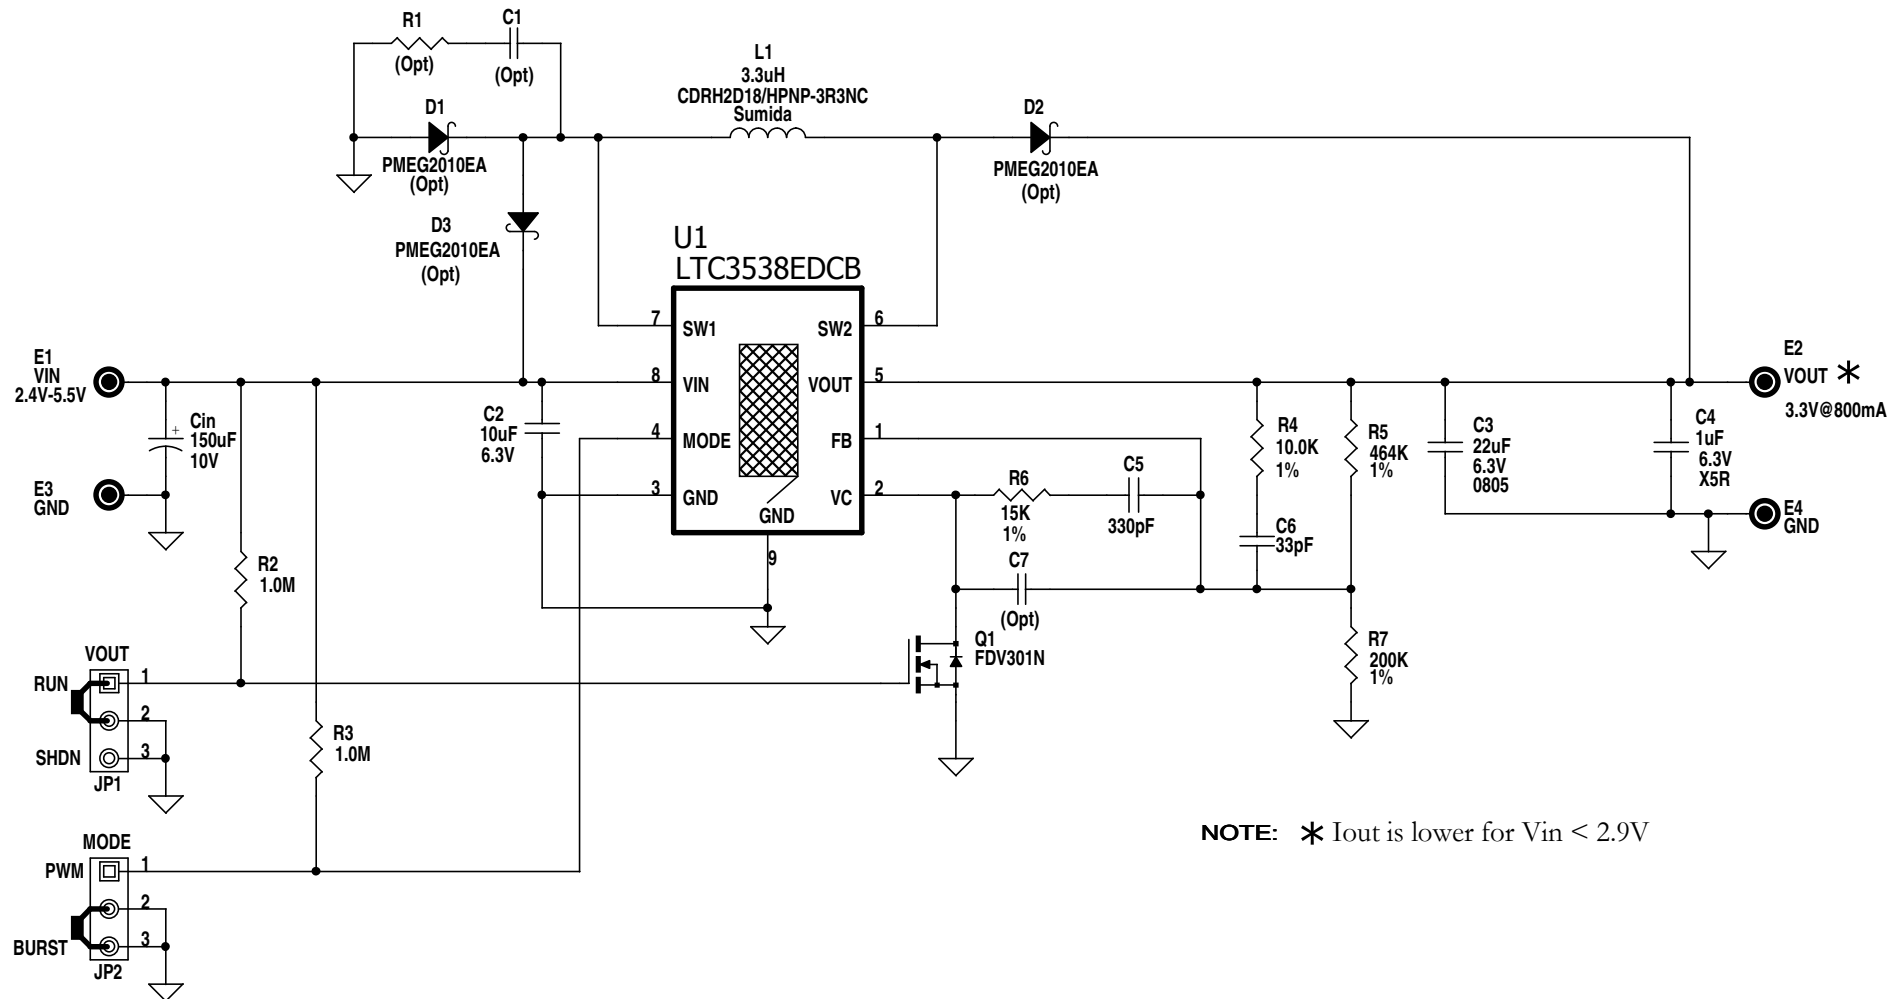 R1
(Opt)
C1
(Opt)
L1
3.3uH
CDRH2D18/HPNP-3R3NC
Sumida
D1
PMEG2010EA
(Opt)
D2
PMEG2010EA
(Opt)
D3
PMEG2010EA
(Opt)
U1
LTC3538EDCB
7
SW1
SW2
6
8
VIN
VOUT
5
4
MODE
FB
1
3
GND
VC
2
GND
9
E1
VIN
2.4V-5.5V
Cin
+
150uF
10V
E3
GND
C2
10uF
6.3V
R6
15K
1%
C5
330pF
C7
(Opt)
R4
10.0K
1%
C6
33pF
R5
464K
1%
C3
22uF
6.3V
0805
C4
1uF
6.3V
X5R
E2
VOUT *
3.3V@800mA
E4
GND
R2
1.0M
R3
1.0M
Q1
FDV301N
R7
200K
1%
VOUT
RUN
1
2
SHDN
3
JP1
MODE
PWM
1
2
BURST
3
JP2
NOTE: * Iout is lower for Vin < 2.9V